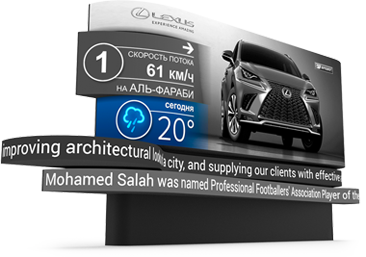 LEXUS
EXPERIENCE AMAZING
1
СКОРОСТЬ ПОТОКА
61 км/ч
НА АЛЬ-ФАРАБИ
сегодня
20°
improving architectural look
a city, and supplying our clients with effective
Mohamed Salah was named Professional Footballers' Association Player of the